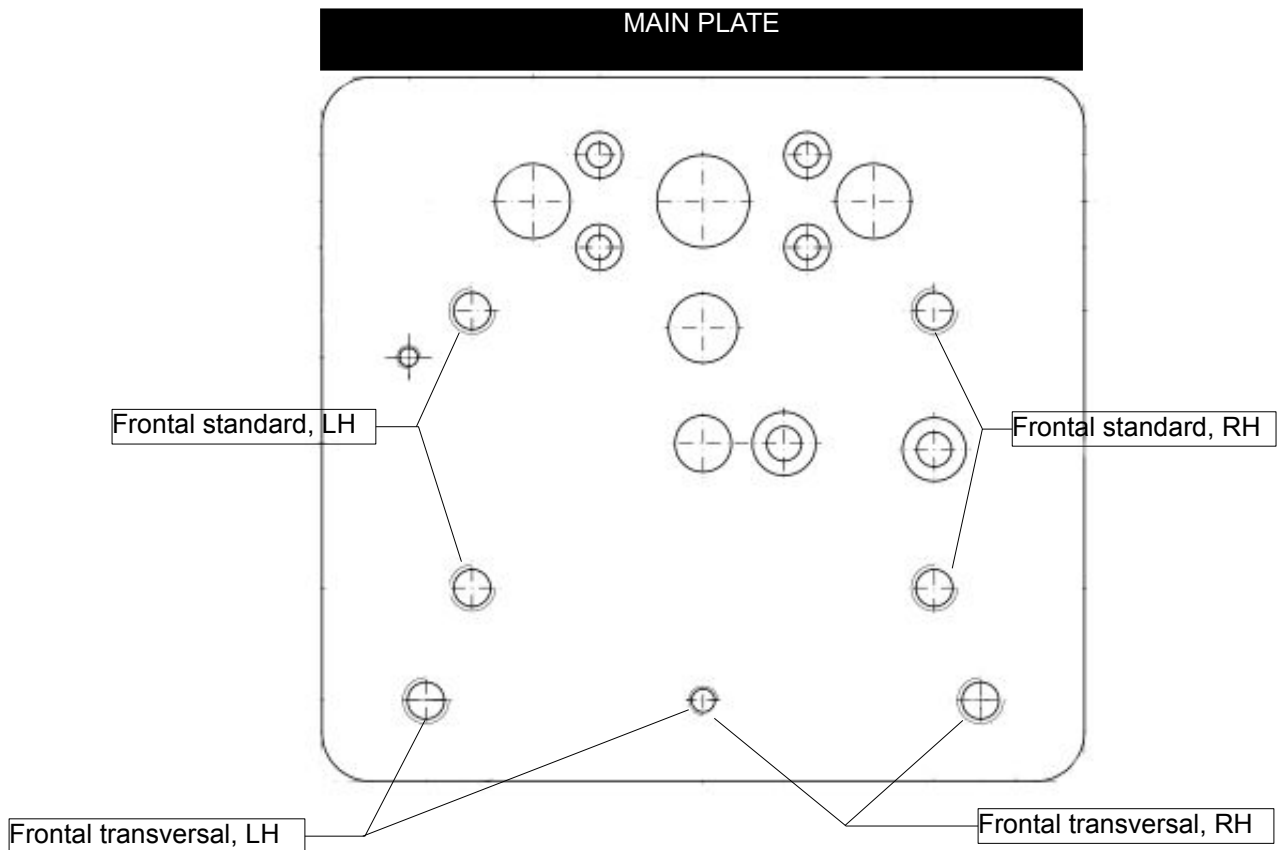 MAIN PLATE
Frontal standard, LH
Frontal standard, RH
Frontal transversal, LH
Frontal transversal, RH